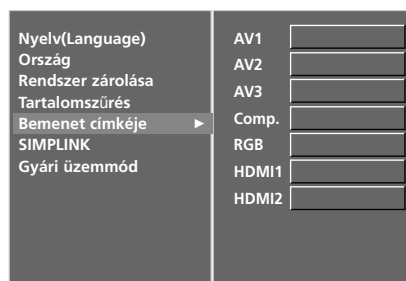 Nyelv(Language)
Ország
Rendszer zárolása
Tartalomszűrés
Bemenet címkéje ►
SIMPLINK
Gyári üzemmód
AV1
AV2
AV3
Comp.
RGB
HDMI1
HDMI2